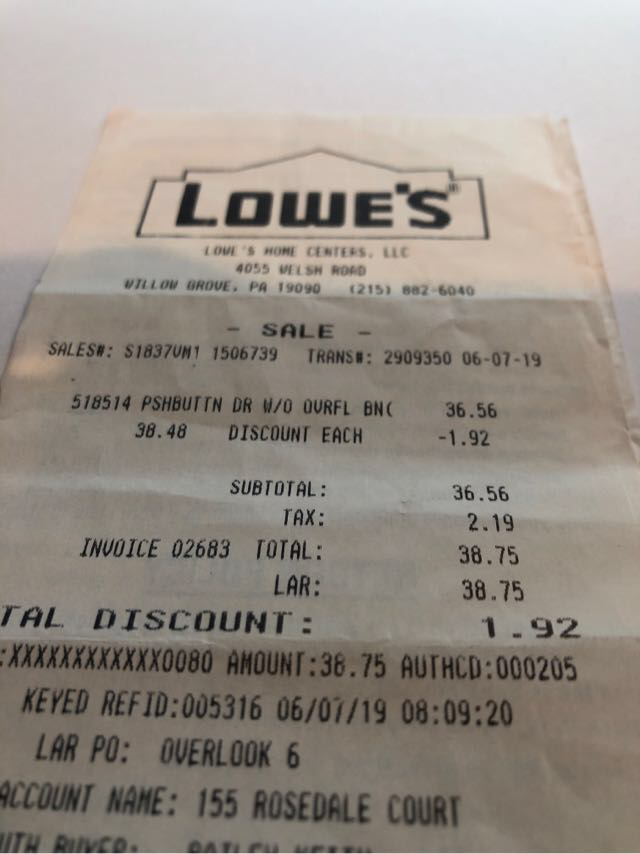 LOWE'S®
LOWE'S HOME CENTERS, LLC
4055 WELSH ROAD
WILLOW GROVE, PA 19090 (215) 882-6040
- SALE -
SALES#: S1837VM1 1506739 TRANS#: 2909350 06-07-19
518514 PSHBUTTN DR W/O OVRFL BN( 36.56
38.48 DISCOUNT EACH -1.92
SUBTOTAL: 36.56
TAX: 2.19
INVOICE 02683 TOTAL: 38.75
LAR: 38.75
TAL DISCOUNT: 1.92
:XXXXXXXXXXXX0080 AMOUNT:38.75 AUTHCD:000205
KEYED REFID:005316 06/07/19 08:09:20
LAR PO: OVERLOOK 6
ACCOUNT NAME: 155 ROSEDALE COURT
UTH BUYER: